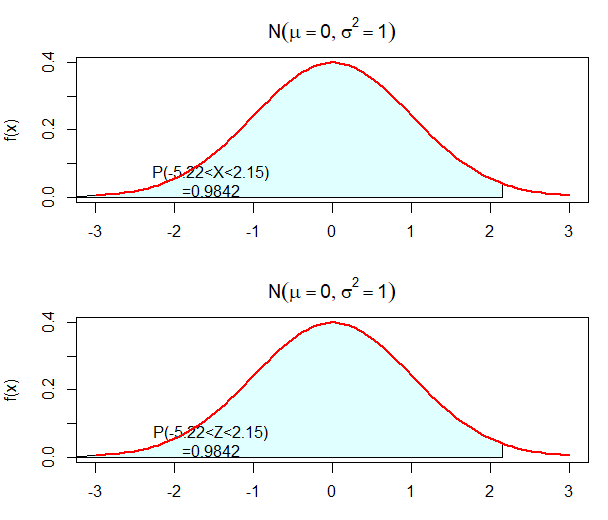 N(μ = 0, σ² = 1)
f(x)
0.4
0.2
0.0
P(-5.22<X<2.15)
=0.9842
-3 -2 -1 0 1 2 3
N(μ = 0, σ² = 1)
f(x)
0.4
0.2
0.0
P(-5.22<Z<2.15)
=0.9842
-3 -2 -1 0 1 2 3